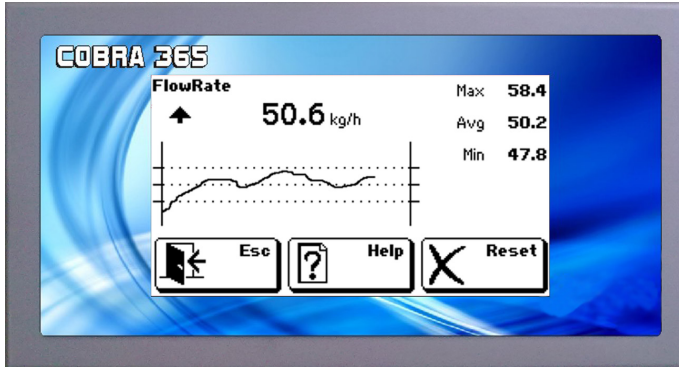 COBRA 365
FlowRate
50.6 kg/h
Max 58.4
Avg 50.2
Min 47.8
Esc
Help
Reset